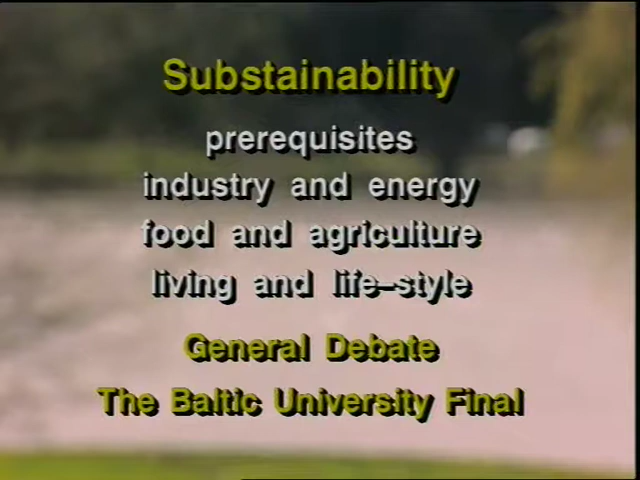 Substainability
prerequisites
industry and energy
food and agriculture
living and life-style
General Debate
The Baltic University Final